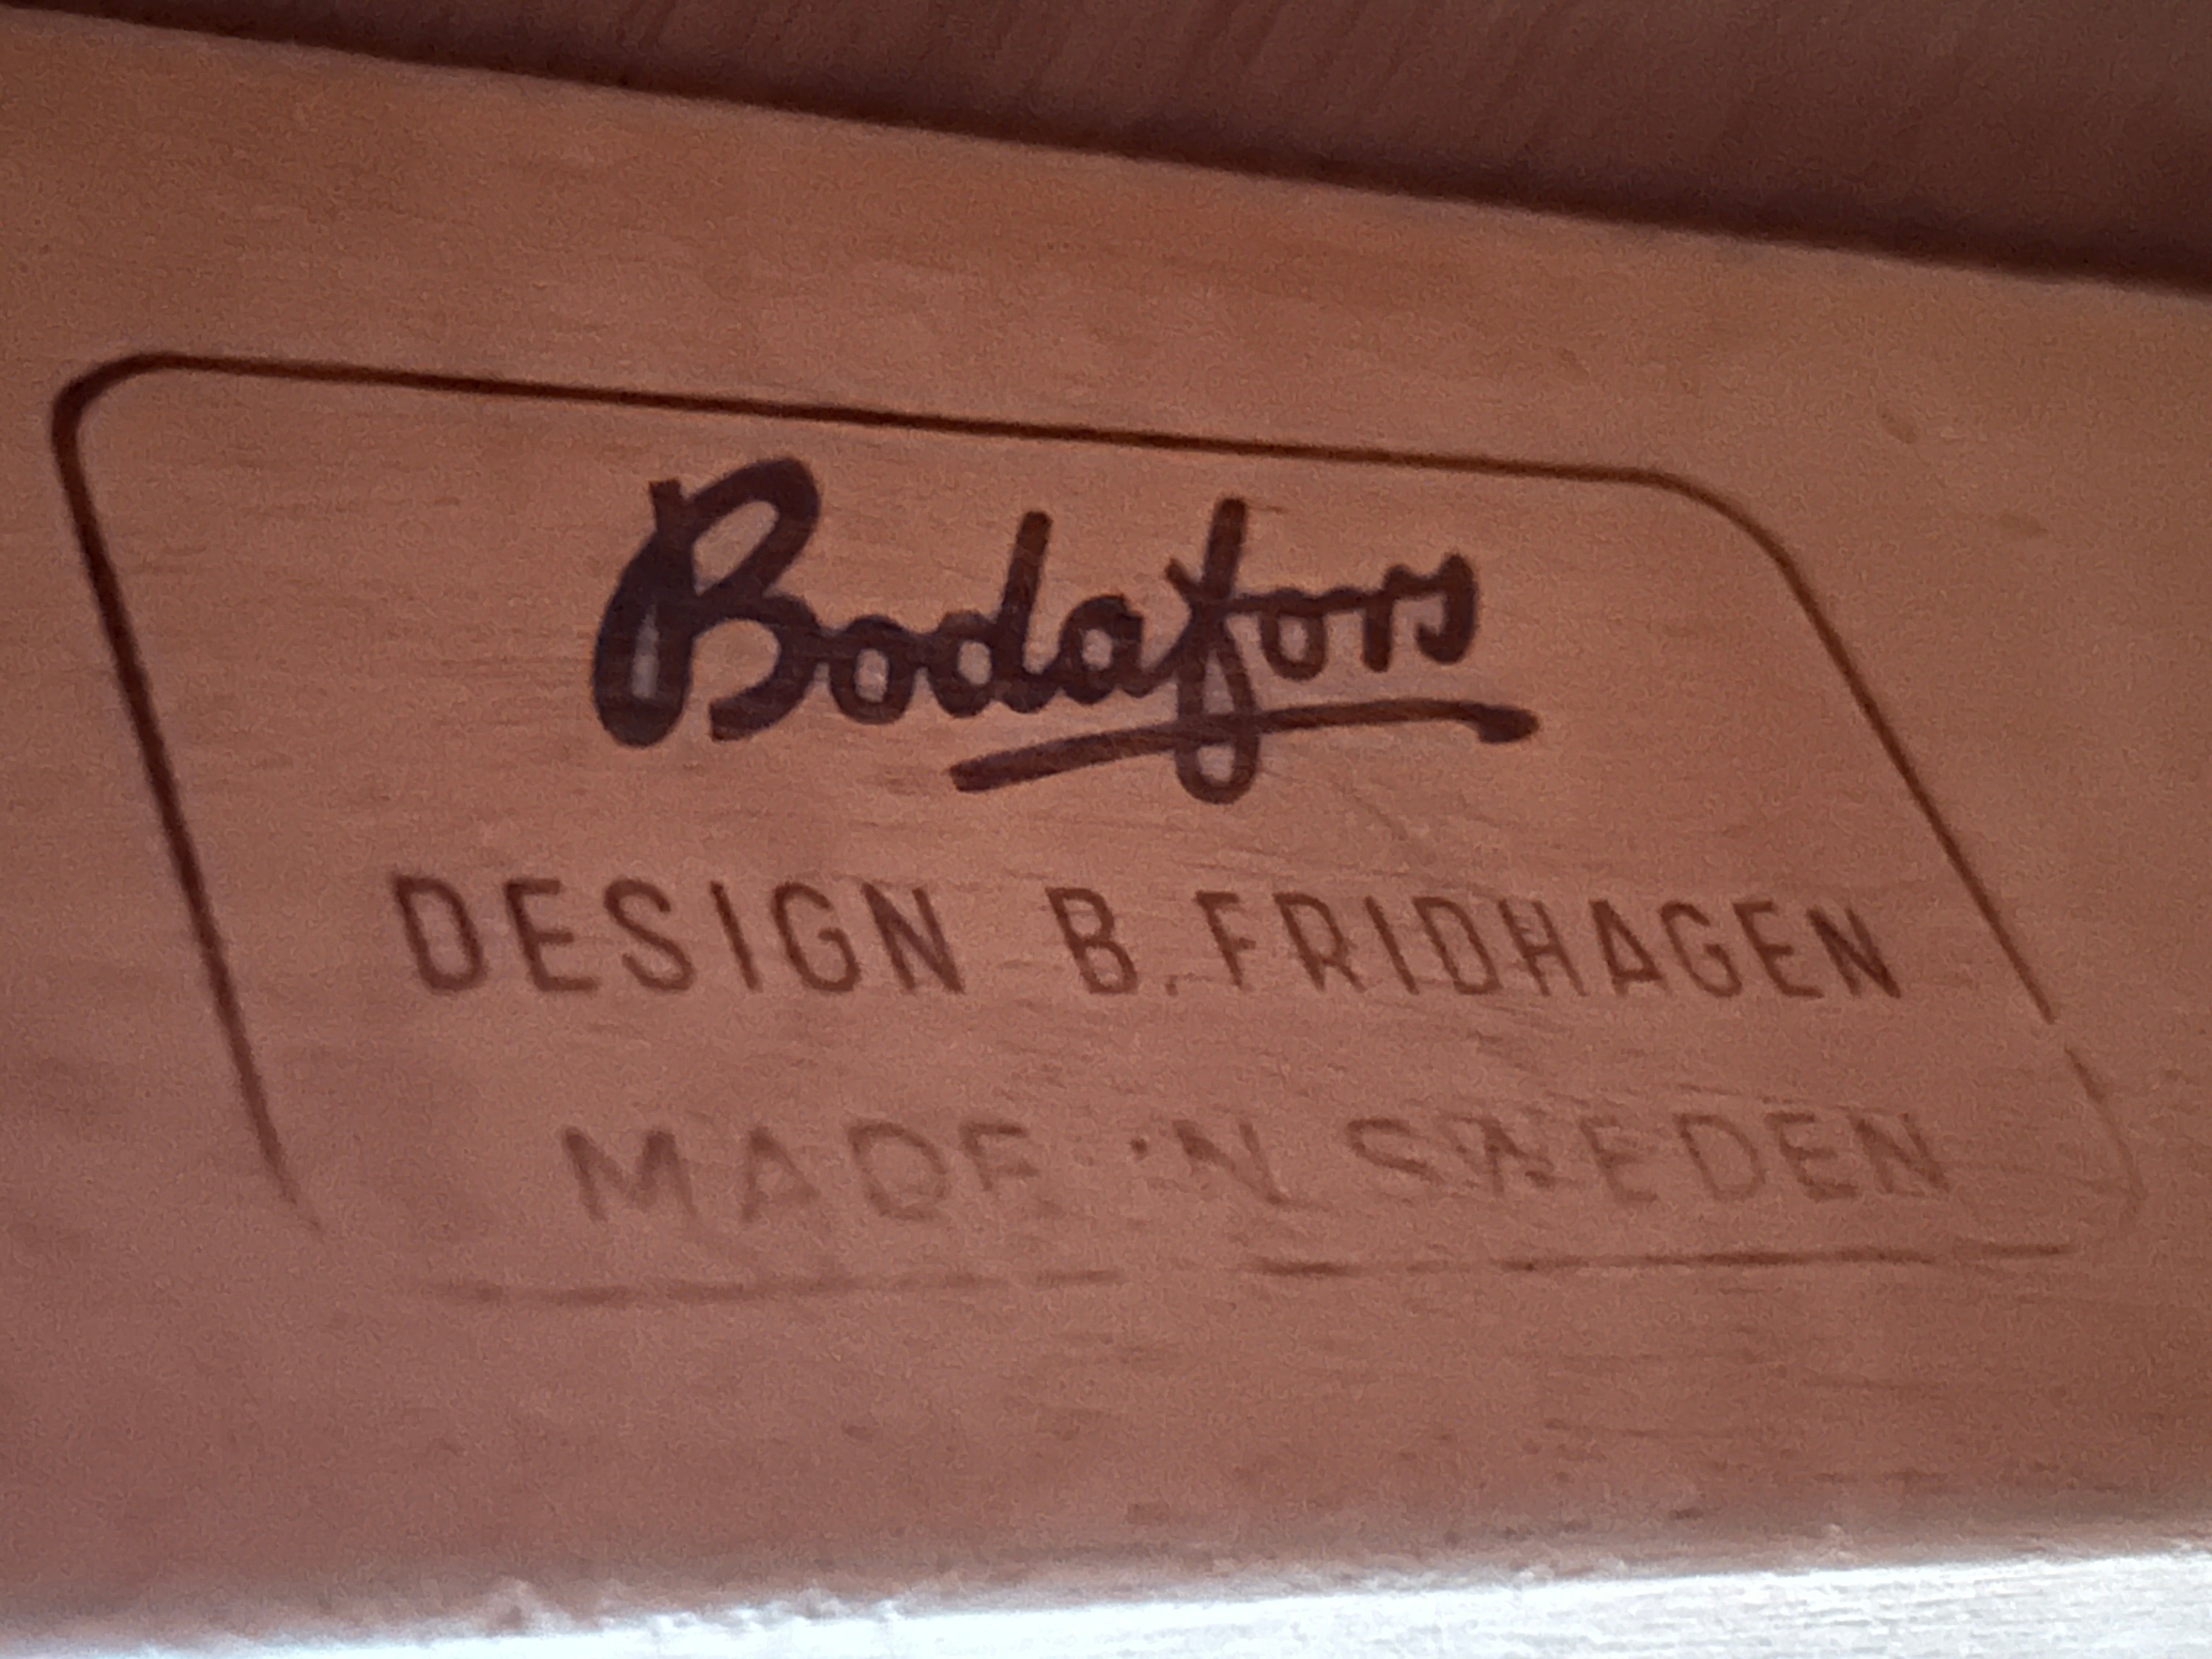 Bodafors
DESIGN B. FRIDHAGEN
MADE IN SWEDEN